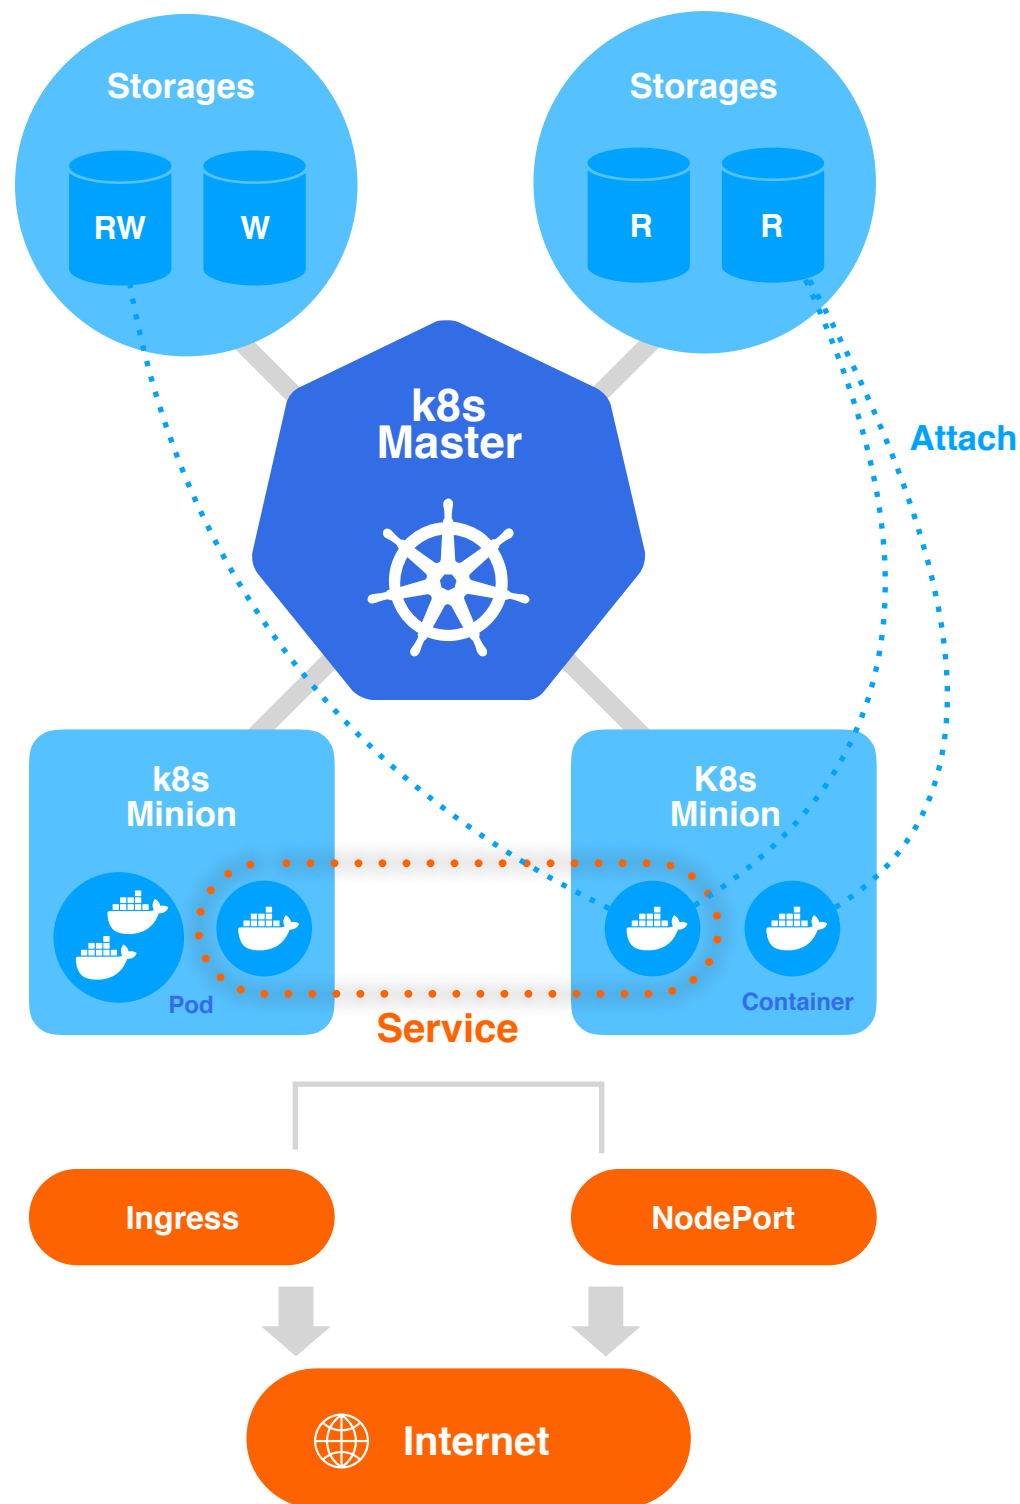 Storages
Storages
RW
W
R
R
k8s
Master
Attach
k8s
Minion
K8s
Minion
Pod
Container
Service
Ingress
NodePort
Internet